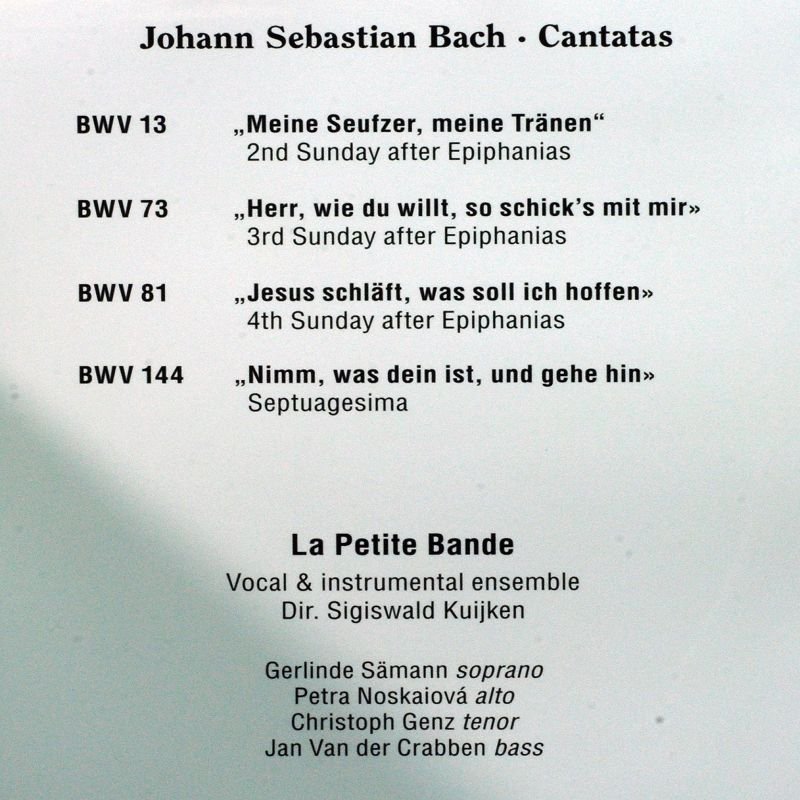 Johann Sebastian Bach · Cantatas
BWV 13 „Meine Seufzer, meine Tränen“
2nd Sunday after Epiphanias
BWV 73 „Herr, wie du willt, so schick’s mit mir»
3rd Sunday after Epiphanias
BWV 81 „Jesus schläft, was soll ich hoffen»
4th Sunday after Epiphanias
BWV 144 „Nimm, was dein ist, und gehe hin»
Septuagesima
La Petite Bande
Vocal & instrumental ensemble
Dir. Sigiswald Kuijken
Gerlinde Sämann soprano
Petra Noskaiová alto
Christoph Genz tenor
Jan Van der Crabben bass